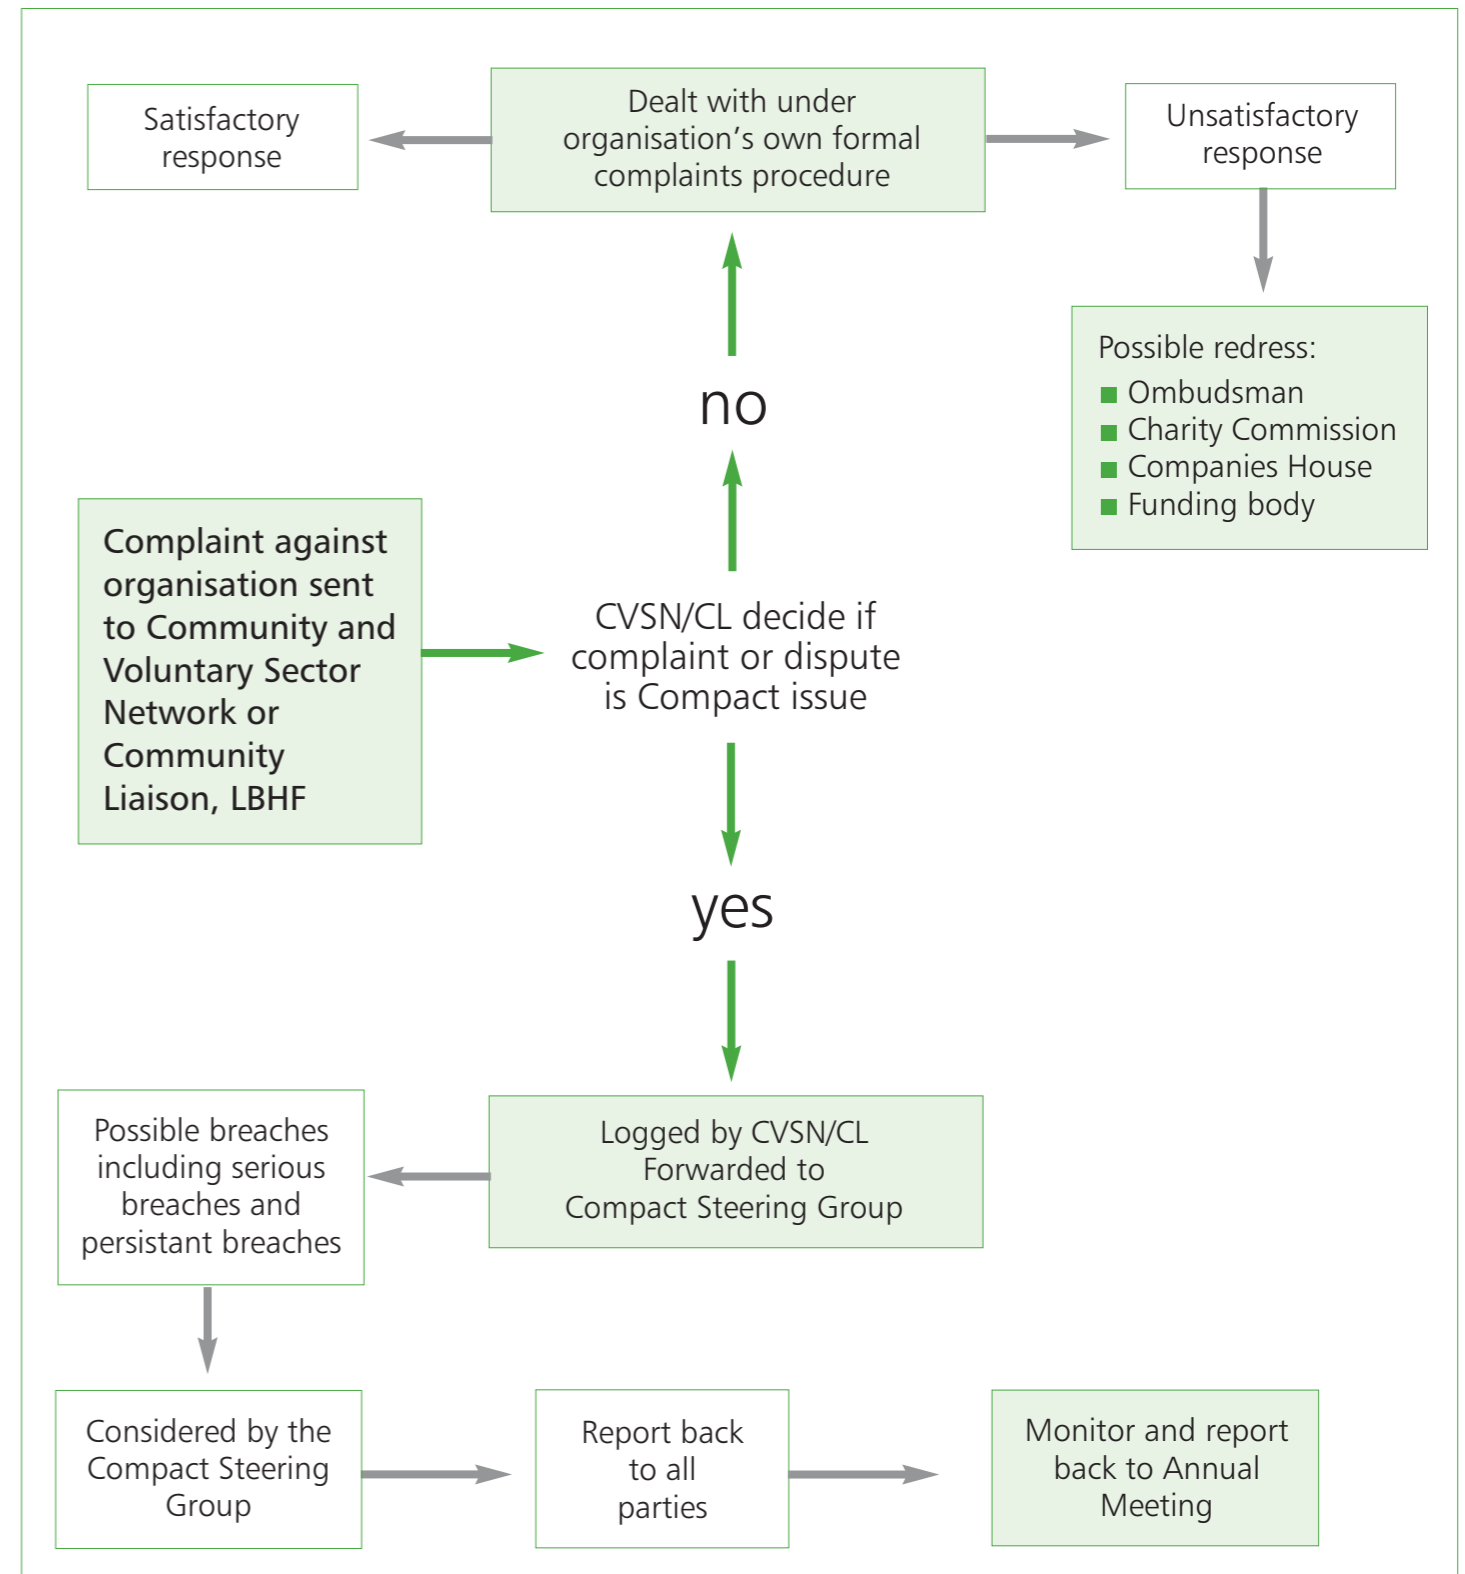 Satisfactory
response
Dealt with under
organisation’s own formal
complaints procedure
Unsatisfactory
response
Possible redress:
Ombudsman
Charity Commission
Companies House
Funding body
no
Complaint against
organisation sent
to Community and
Voluntary Sector
Network or
Community
Liaison, LBHF
CVSN/CL decide if
complaint or dispute
is Compact issue
yes
Logged by CVSN/CL
Forwarded to
Compact Steering Group
Possible breaches
including serious
breaches and
persistant breaches
Considered by the
Compact Steering
Group
Report back
to all
parties
Monitor and report
back to Annual
Meeting